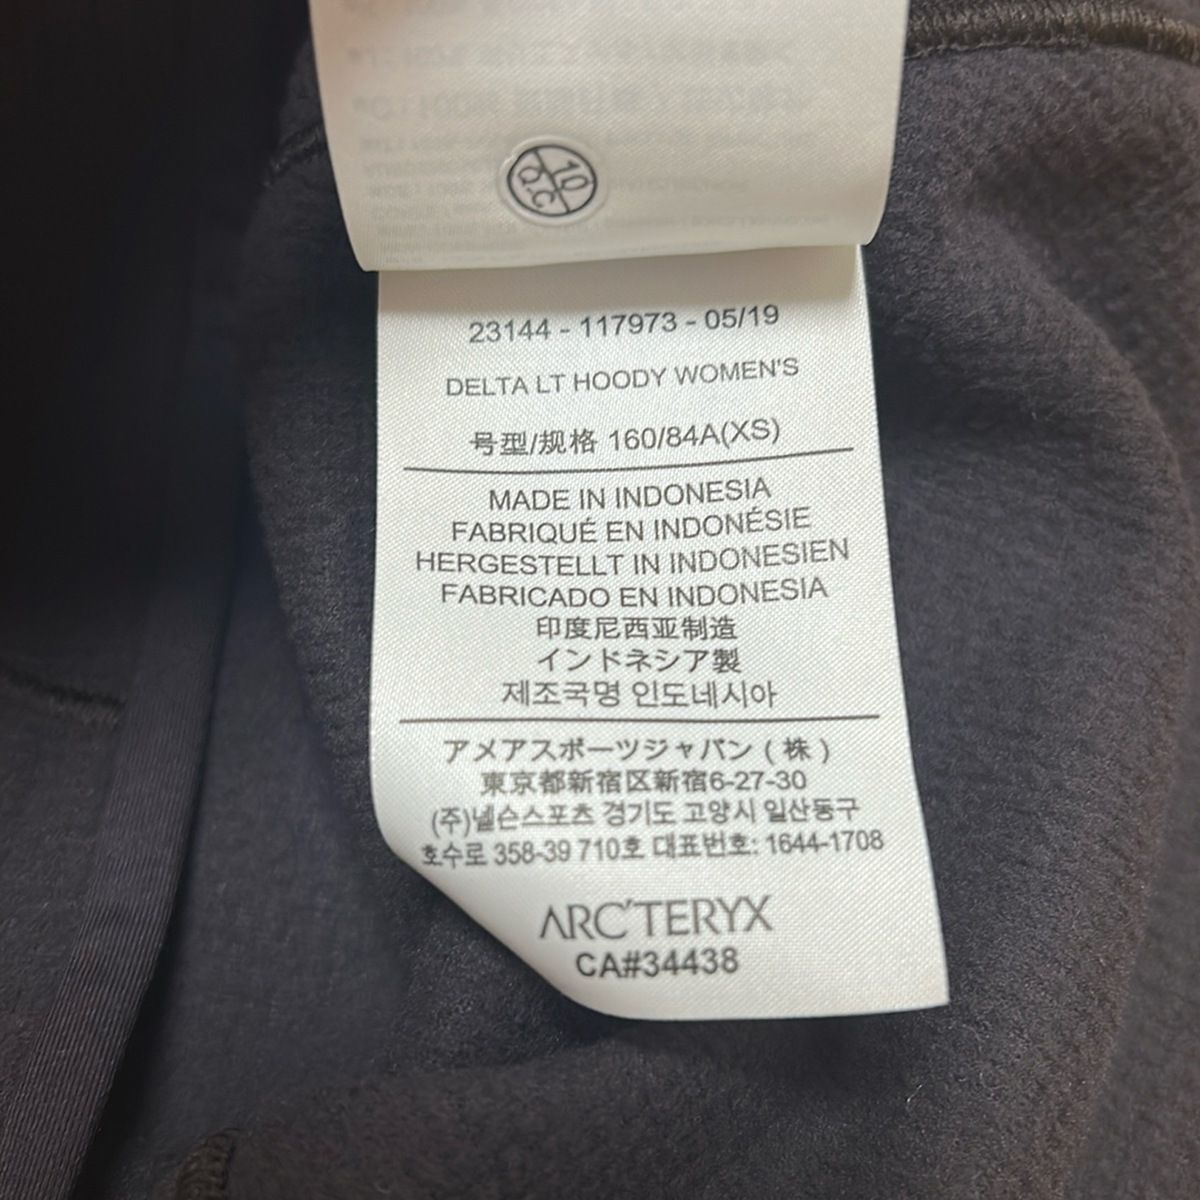 10
Q.C
23144 - 117973 - 05/19
DELTA LT HOODY WOMEN'S
号型/规格 160/84A(XS)
MADE IN INDONESIA
FABRIQUÉ EN INDONÉSIE
HERGESTELLT IN INDONESIEN
FABRICADO EN INDONESIA
印度尼西亚制造
インドネシア製
제조국명 인도네시아
アメアスポーツジャパン ( 株 )
東京都新宿区新宿6-27-30
(주)넬슨스포츠 경기도 고양시 일산동구
호수로 358-39 710호 대표번호: 1644-1708
ARC'TERYX
CA#34438